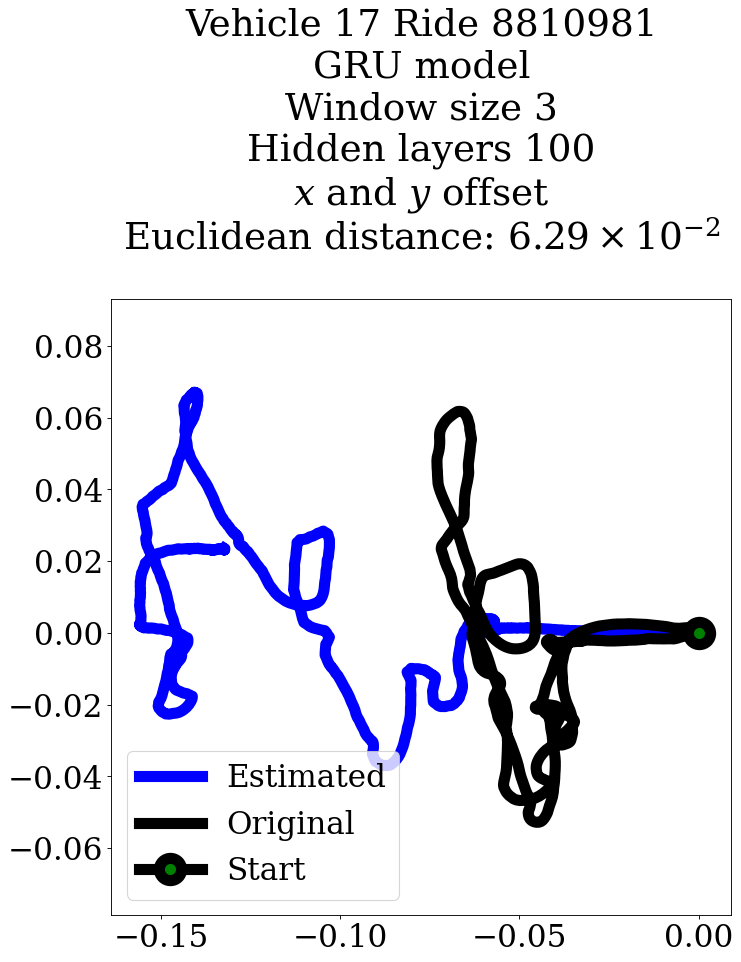 Vehicle 17 Ride 8810981
GRU model
Window size 3
Hidden layers 100
x and y offset
Euclidean distance: 6.29 × 10⁻²
0.08
0.06
0.04
0.02
0.00
−0.02
−0.04
−0.06
Estimated
Original
Start
−0.15 −0.10 −0.05 0.00